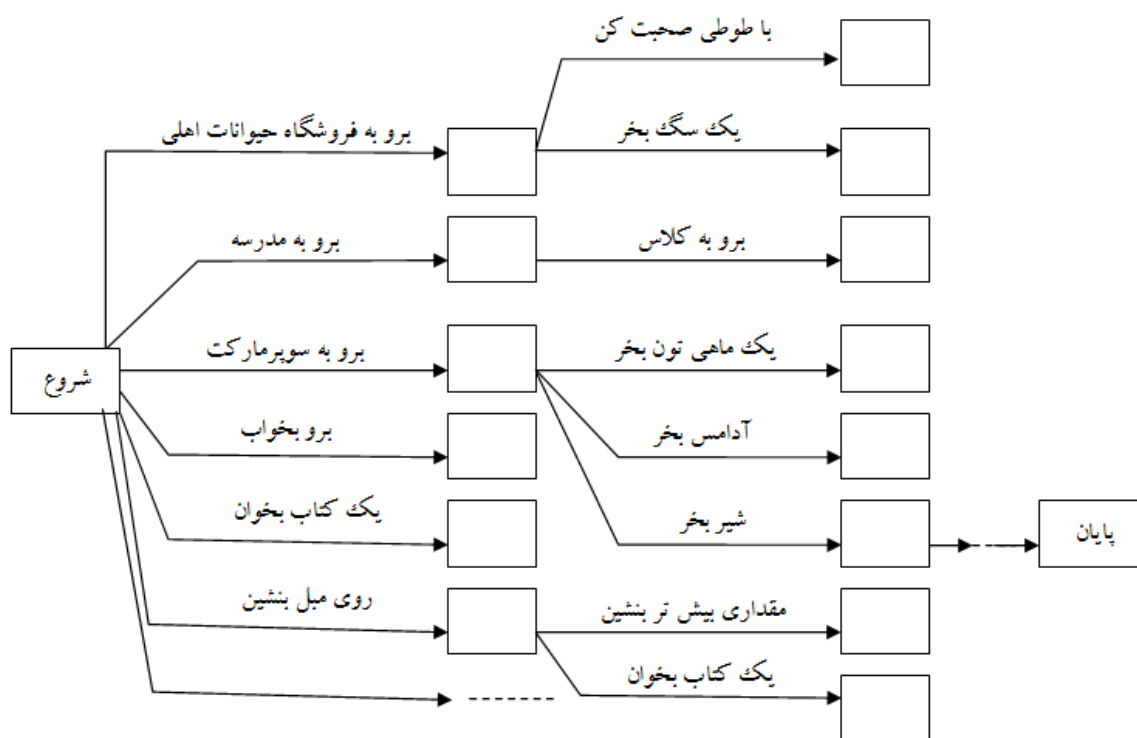 با طوطی صحبت کن
برو به فروشگاه حیوانات اهلی
یک سگ بخر
برو به مدرسه
برو به کلاس
شروع
برو به سوپرمارکت
یک ماهی تون بخر
برو بخواب
آدامس بخر
یک کتاب بخوان
شیر بخر
پایان
روی مبل بنشین
مقداری بیش تر بنشین
یک کتاب بخوان